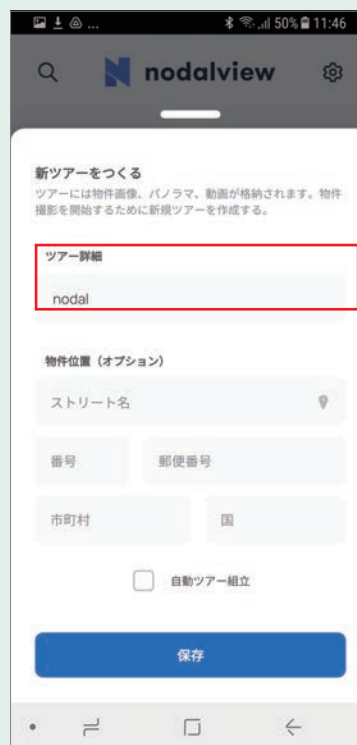 ... 50% 11:46
nodalview
新ツアーをつくる
ツアーには物件画像、パノラマ、動画が格納されます。物件
撮影を開始するために新規ツアーを作成する。
ツアー詳細
nodal
物件位置（オプション）
ストリート名
番号 郵便番号
市町村 国
自動ツアー組立
保存